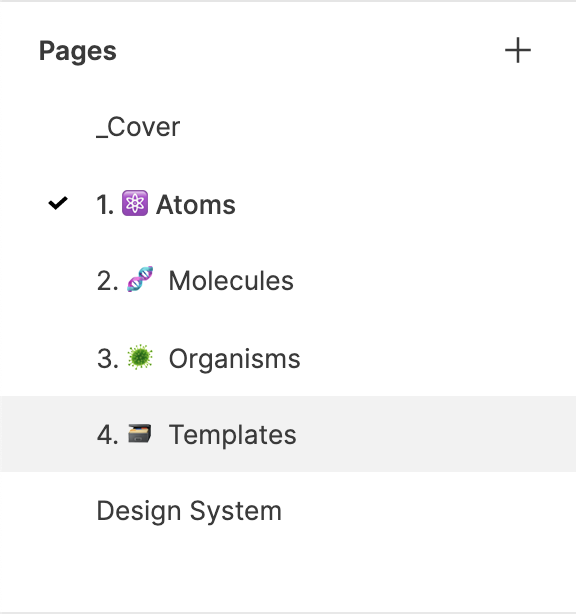 Pages
_Cover
1. ⚛️ Atoms
2. 🧬 Molecules
3. 🦠 Organisms
4. 🗃️ Templates
Design System